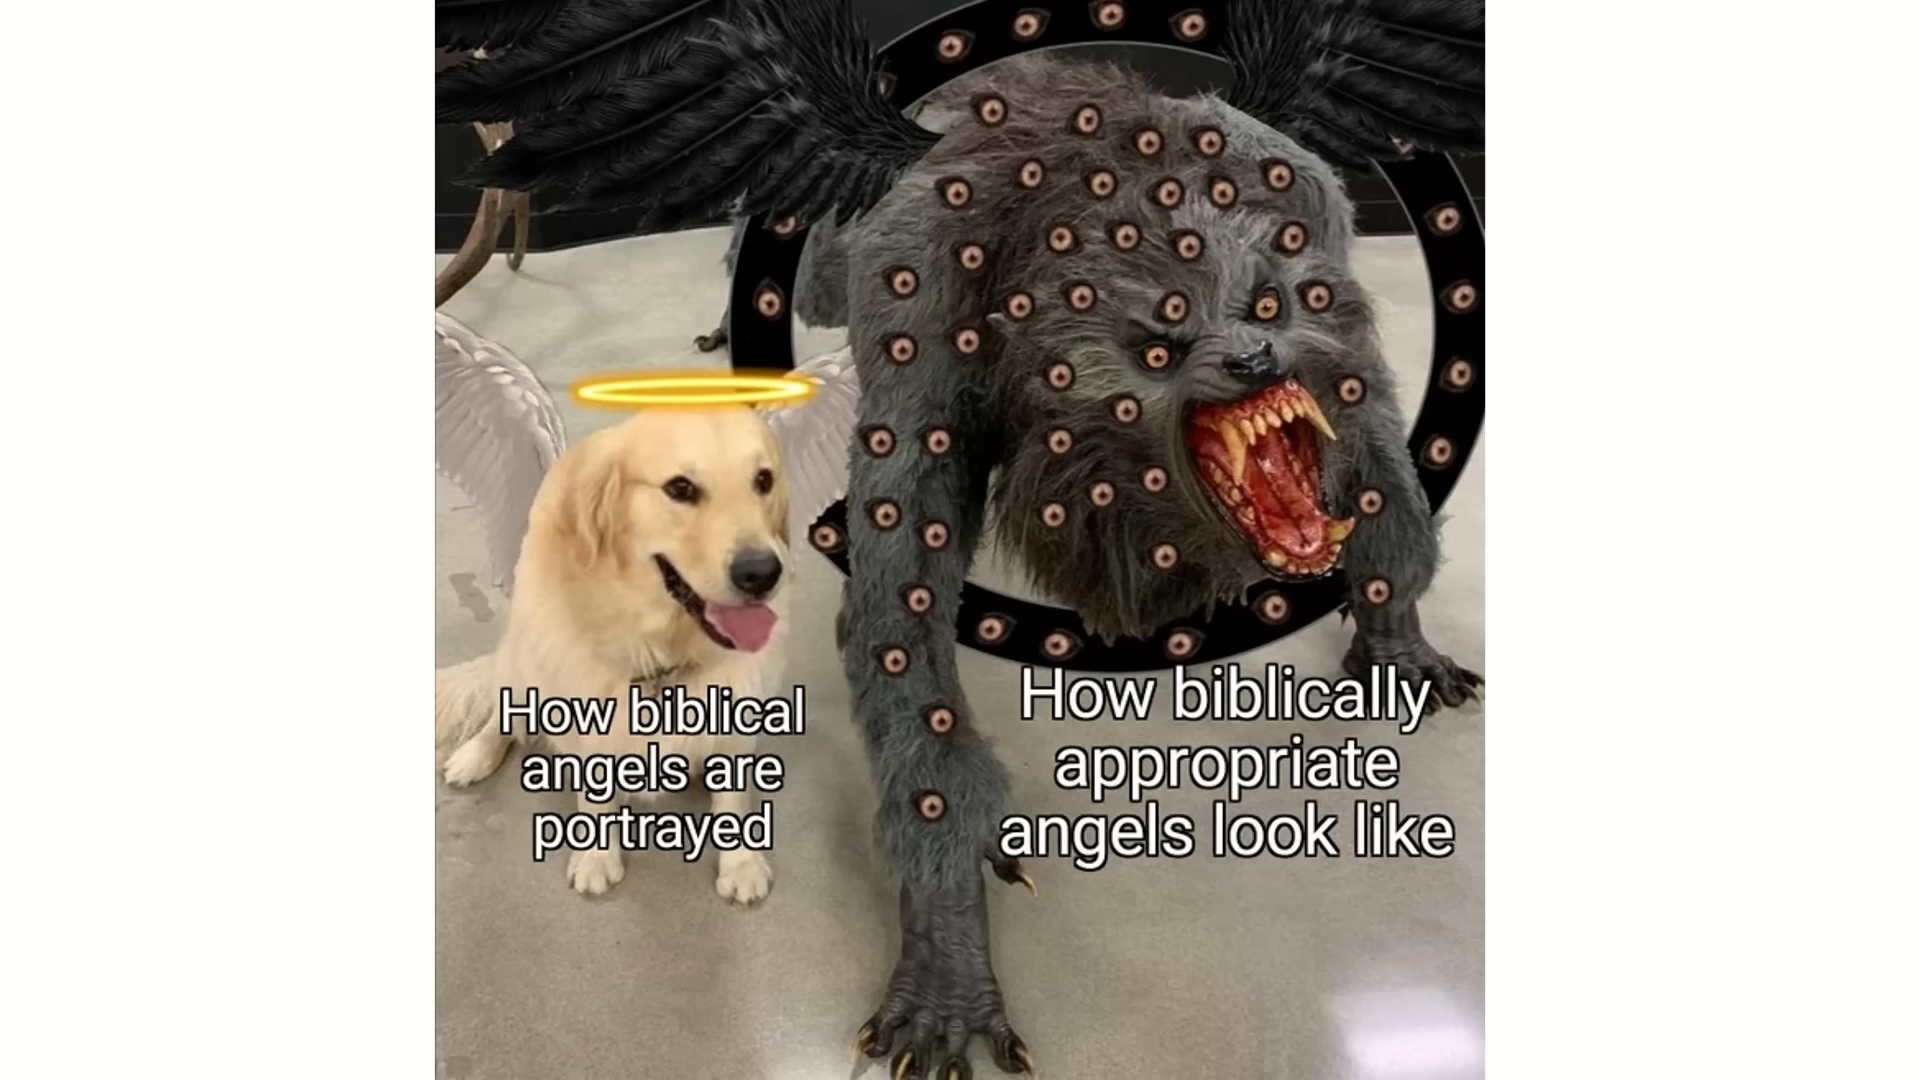 How biblical
angels are
portrayed
How biblically
appropriate
angels look like